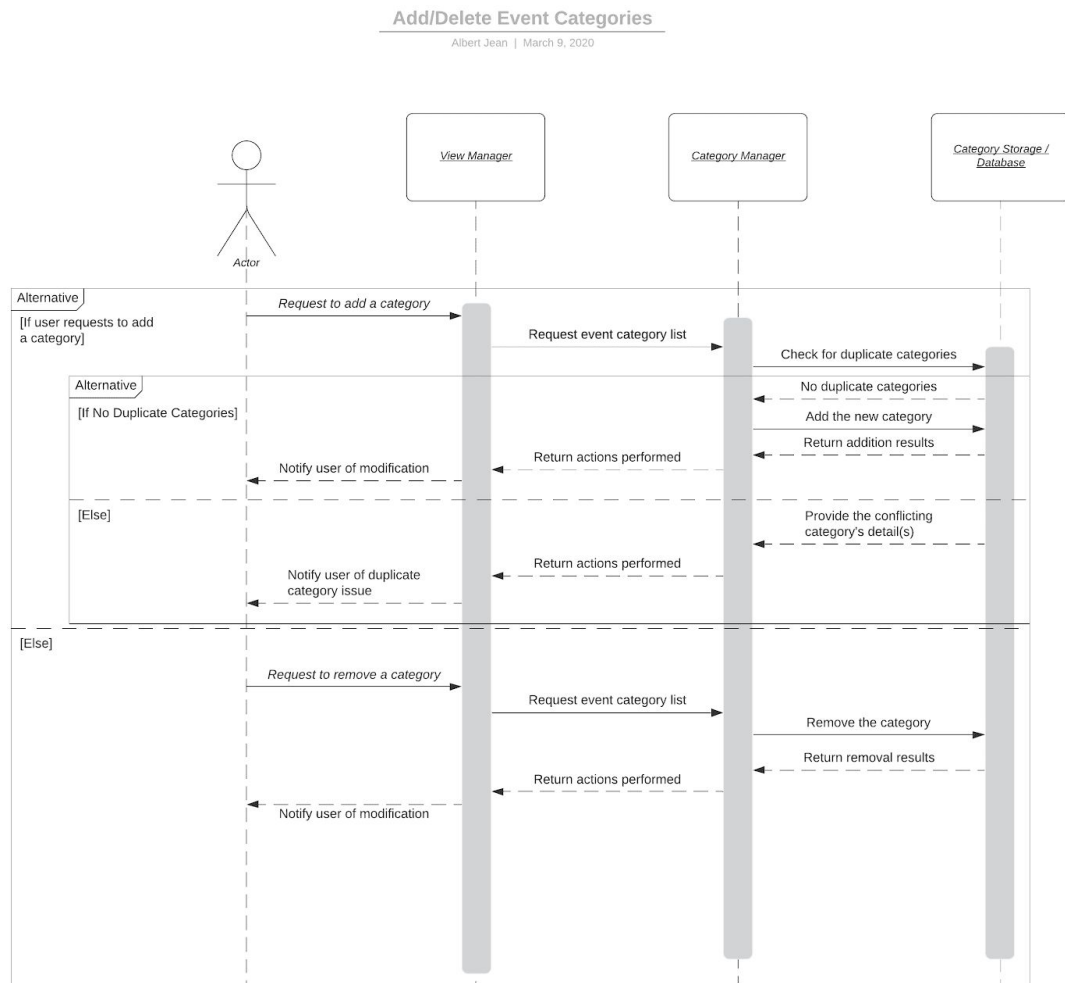 Add/Delete Event Categories
Albert Jean | March 9, 2020
View Manager
Category Manager
Category Storage /
Database
Actor
Alternative
[If user requests to add
a category]
Request to add a category
Request event category list
Check for duplicate categories
Alternative
[If No Duplicate Categories]
No duplicate categories
Add the new category
Return addition results
Return actions performed
Notify user of modification
[Else]
Provide the conflicting
category's detail(s)
Return actions performed
Notify user of duplicate
category issue
[Else]
Request to remove a category
Request event category list
Remove the category
Return removal results
Return actions performed
Notify user of modification